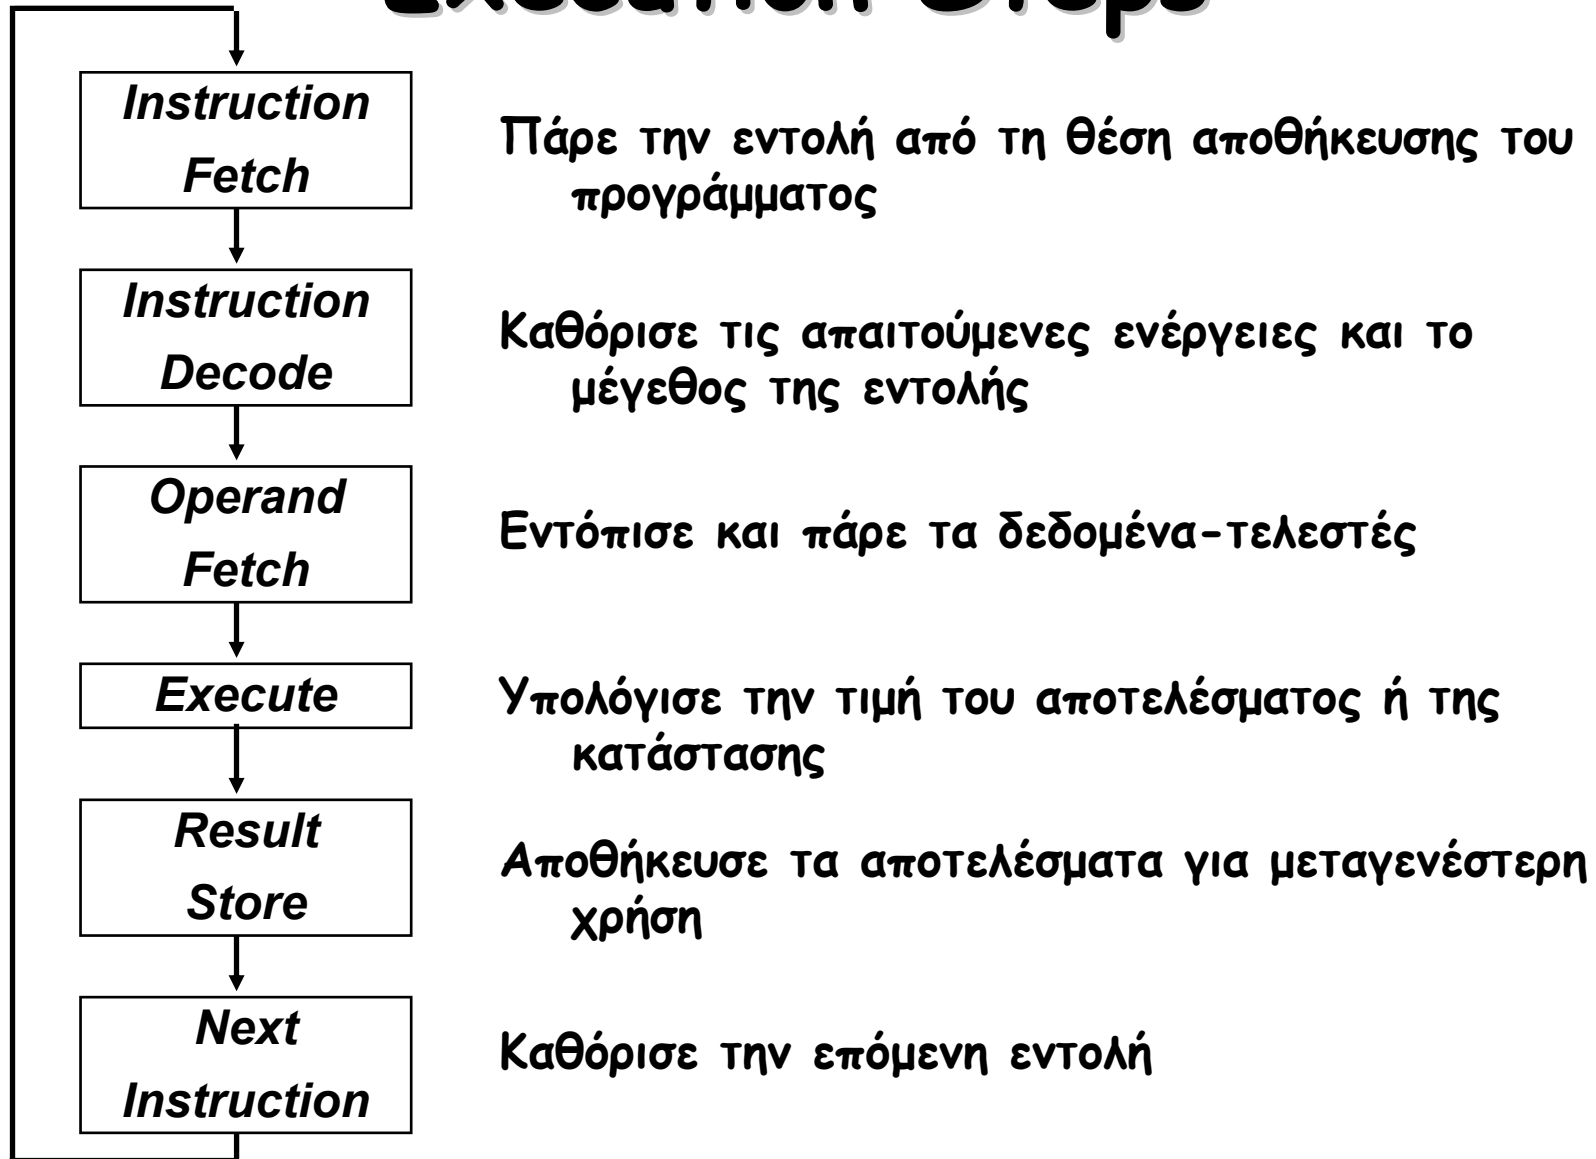 Execution Steps
Instruction
Fetch
Πάρε την εντολή από τη θέση αποθήκευσης του
προγράμματος
Instruction
Decode
Καθόρισε τις απαιτούμενες ενέργειες και το
μέγεθος της εντολής
Operand
Fetch
Εντόπισε και πάρε τα δεδομένα-τελεστές
Execute
Υπολόγισε την τιμή του αποτελέσματος ή της
κατάστασης
Result
Store
Αποθήκευσε τα αποτελέσματα για μεταγενέστερη
χρήση
Next
Instruction
Καθόρισε την επόμενη εντολή